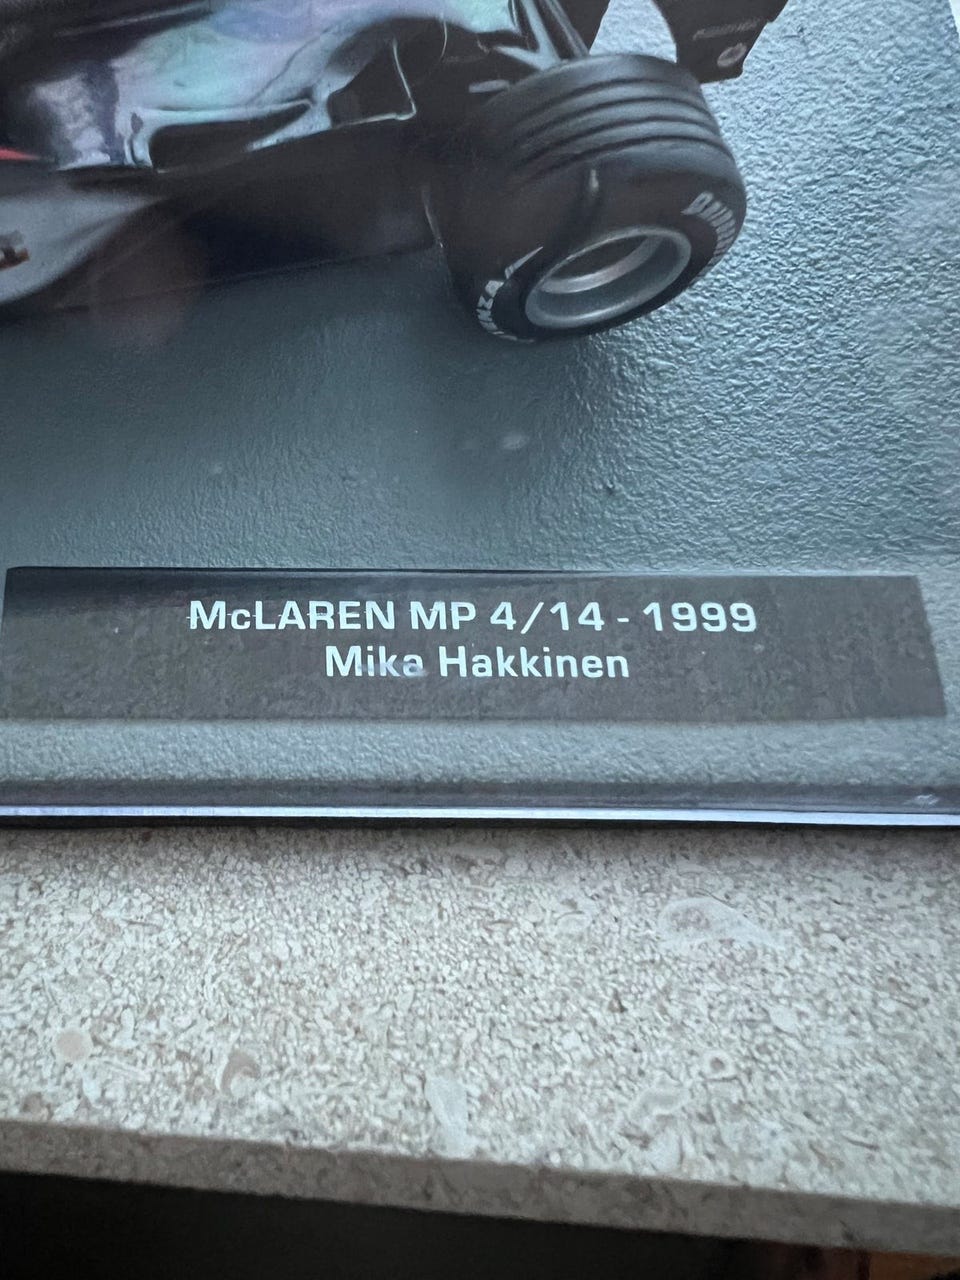 McLAREN MP 4/14 - 1999
Mika Hakkinen